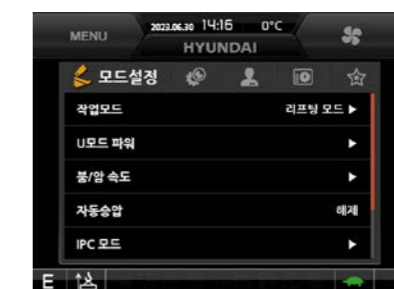 MENU
2023.06.30 14:15 0°C
HYUNDAI
모드설정
작업모드 리프팅 모드 ▶
U모드 파워 ▶
붐/암 속도 ▶
자동승압 해제
IPC 모드 ▶
E